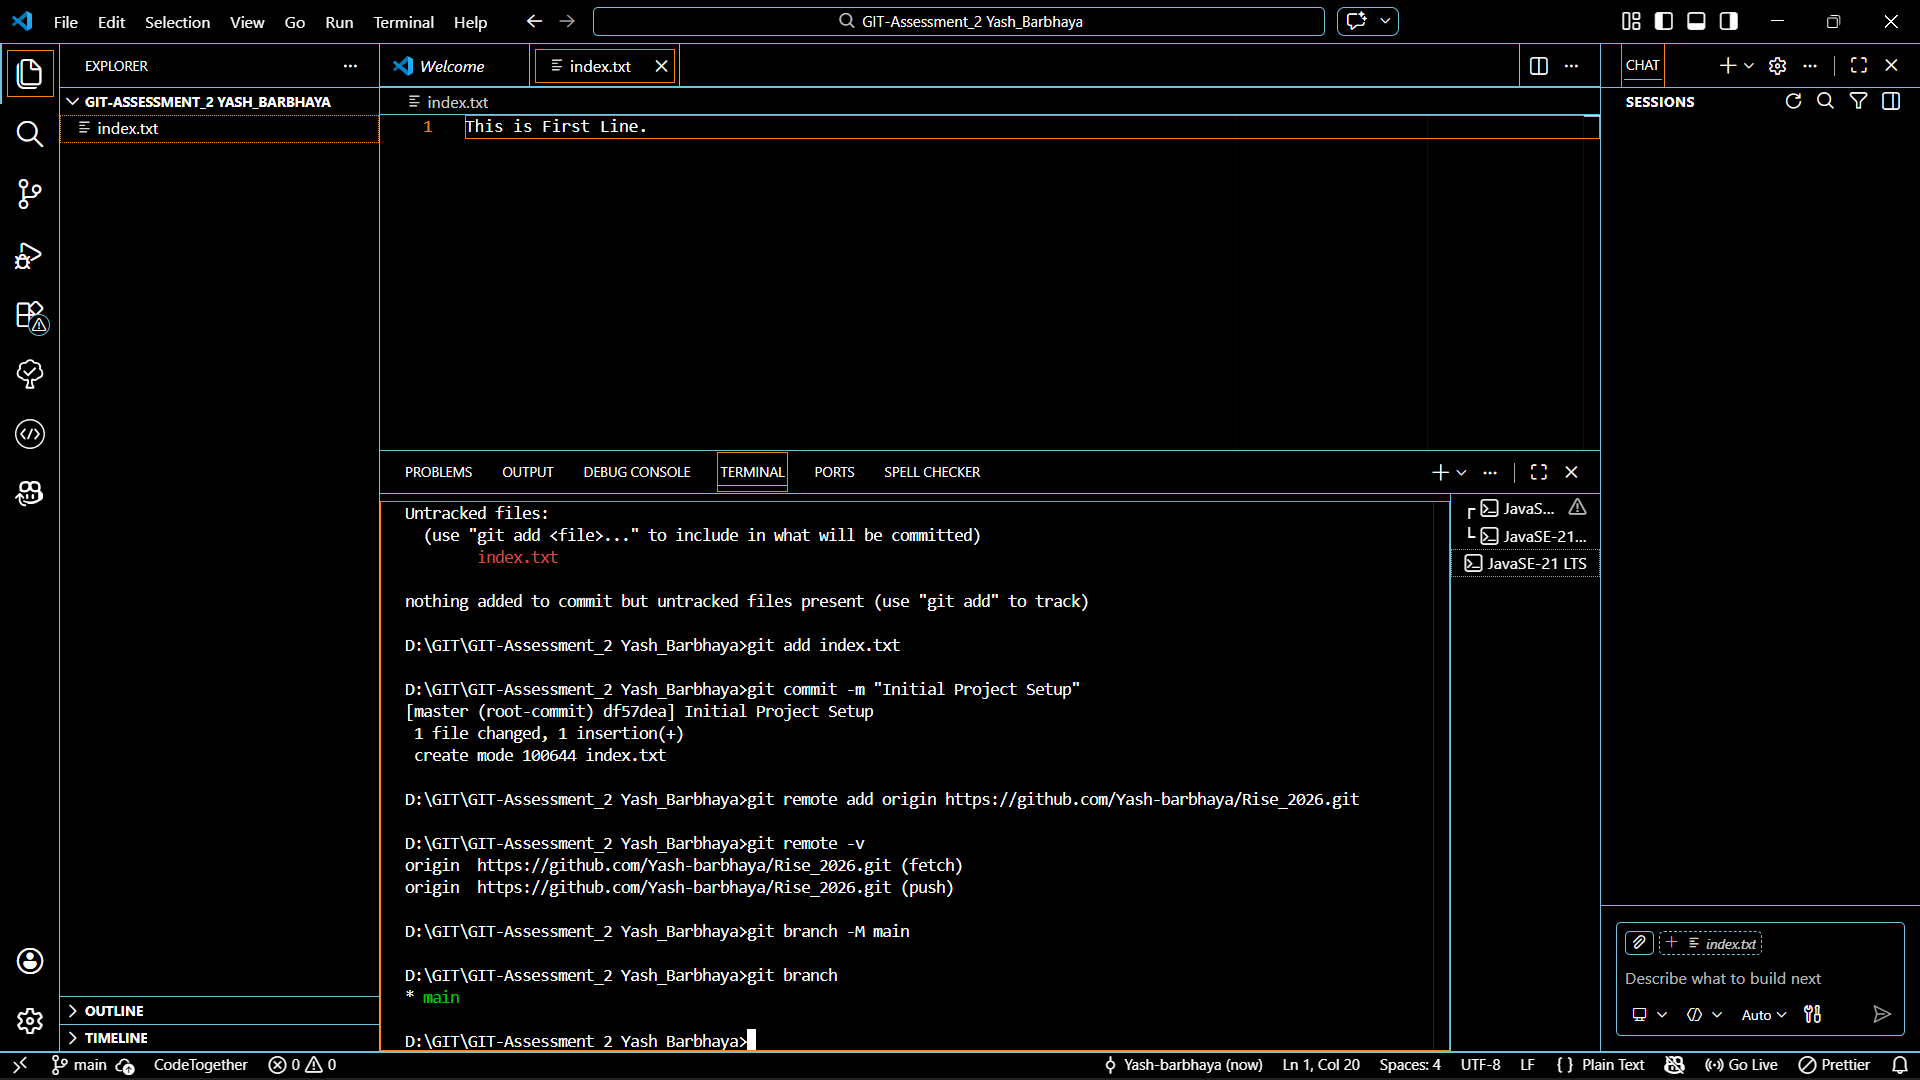 File Edit Selection View Go Run Terminal Help
GIT-Assessment_2 Yash_Barbhaya
EXPLORER
GIT-ASSESSMENT_2 YASH_BARBHAYA
index.txt
OUTLINE
TIMELINE
Welcome
index.txt
index.txt
1 This is First Line.
PROBLEMS OUTPUT DEBUG CONSOLE TERMINAL PORTS SPELL CHECKER
Untracked files:
(use "git add <file>..." to include in what will be committed)
index.txt
nothing added to commit but untracked files present (use "git add" to track)
D:\GIT\GIT-Assessment_2 Yash_Barbhaya>git add index.txt
D:\GIT\GIT-Assessment_2 Yash_Barbhaya>git commit -m "Initial Project Setup"
[master (root-commit) df57dea] Initial Project Setup
1 file changed, 1 insertion(+)
create mode 100644 index.txt
D:\GIT\GIT-Assessment_2 Yash_Barbhaya>git remote add origin https://github.com/Yash-barbhaya/Rise_2026.git
D:\GIT\GIT-Assessment_2 Yash_Barbhaya>git remote -v
origin https://github.com/Yash-barbhaya/Rise_2026.git (fetch)
origin https://github.com/Yash-barbhaya/Rise_2026.git (push)
D:\GIT\GIT-Assessment_2 Yash_Barbhaya>git branch -M main
D:\GIT\GIT-Assessment_2 Yash_Barbhaya>git branch
* main
D:\GIT\GIT-Assessment_2 Yash_Barbhaya>
JavaS...
JavaSE-21...
JavaSE-21 LTS
CHAT
SESSIONS
index.txt
Describe what to build next
Auto
main CodeTogether 0 0 Yash-barbhaya (now) Ln 1, Col 20 Spaces: 4 UTF-8 LF {} Plain Text Go Live Prettier